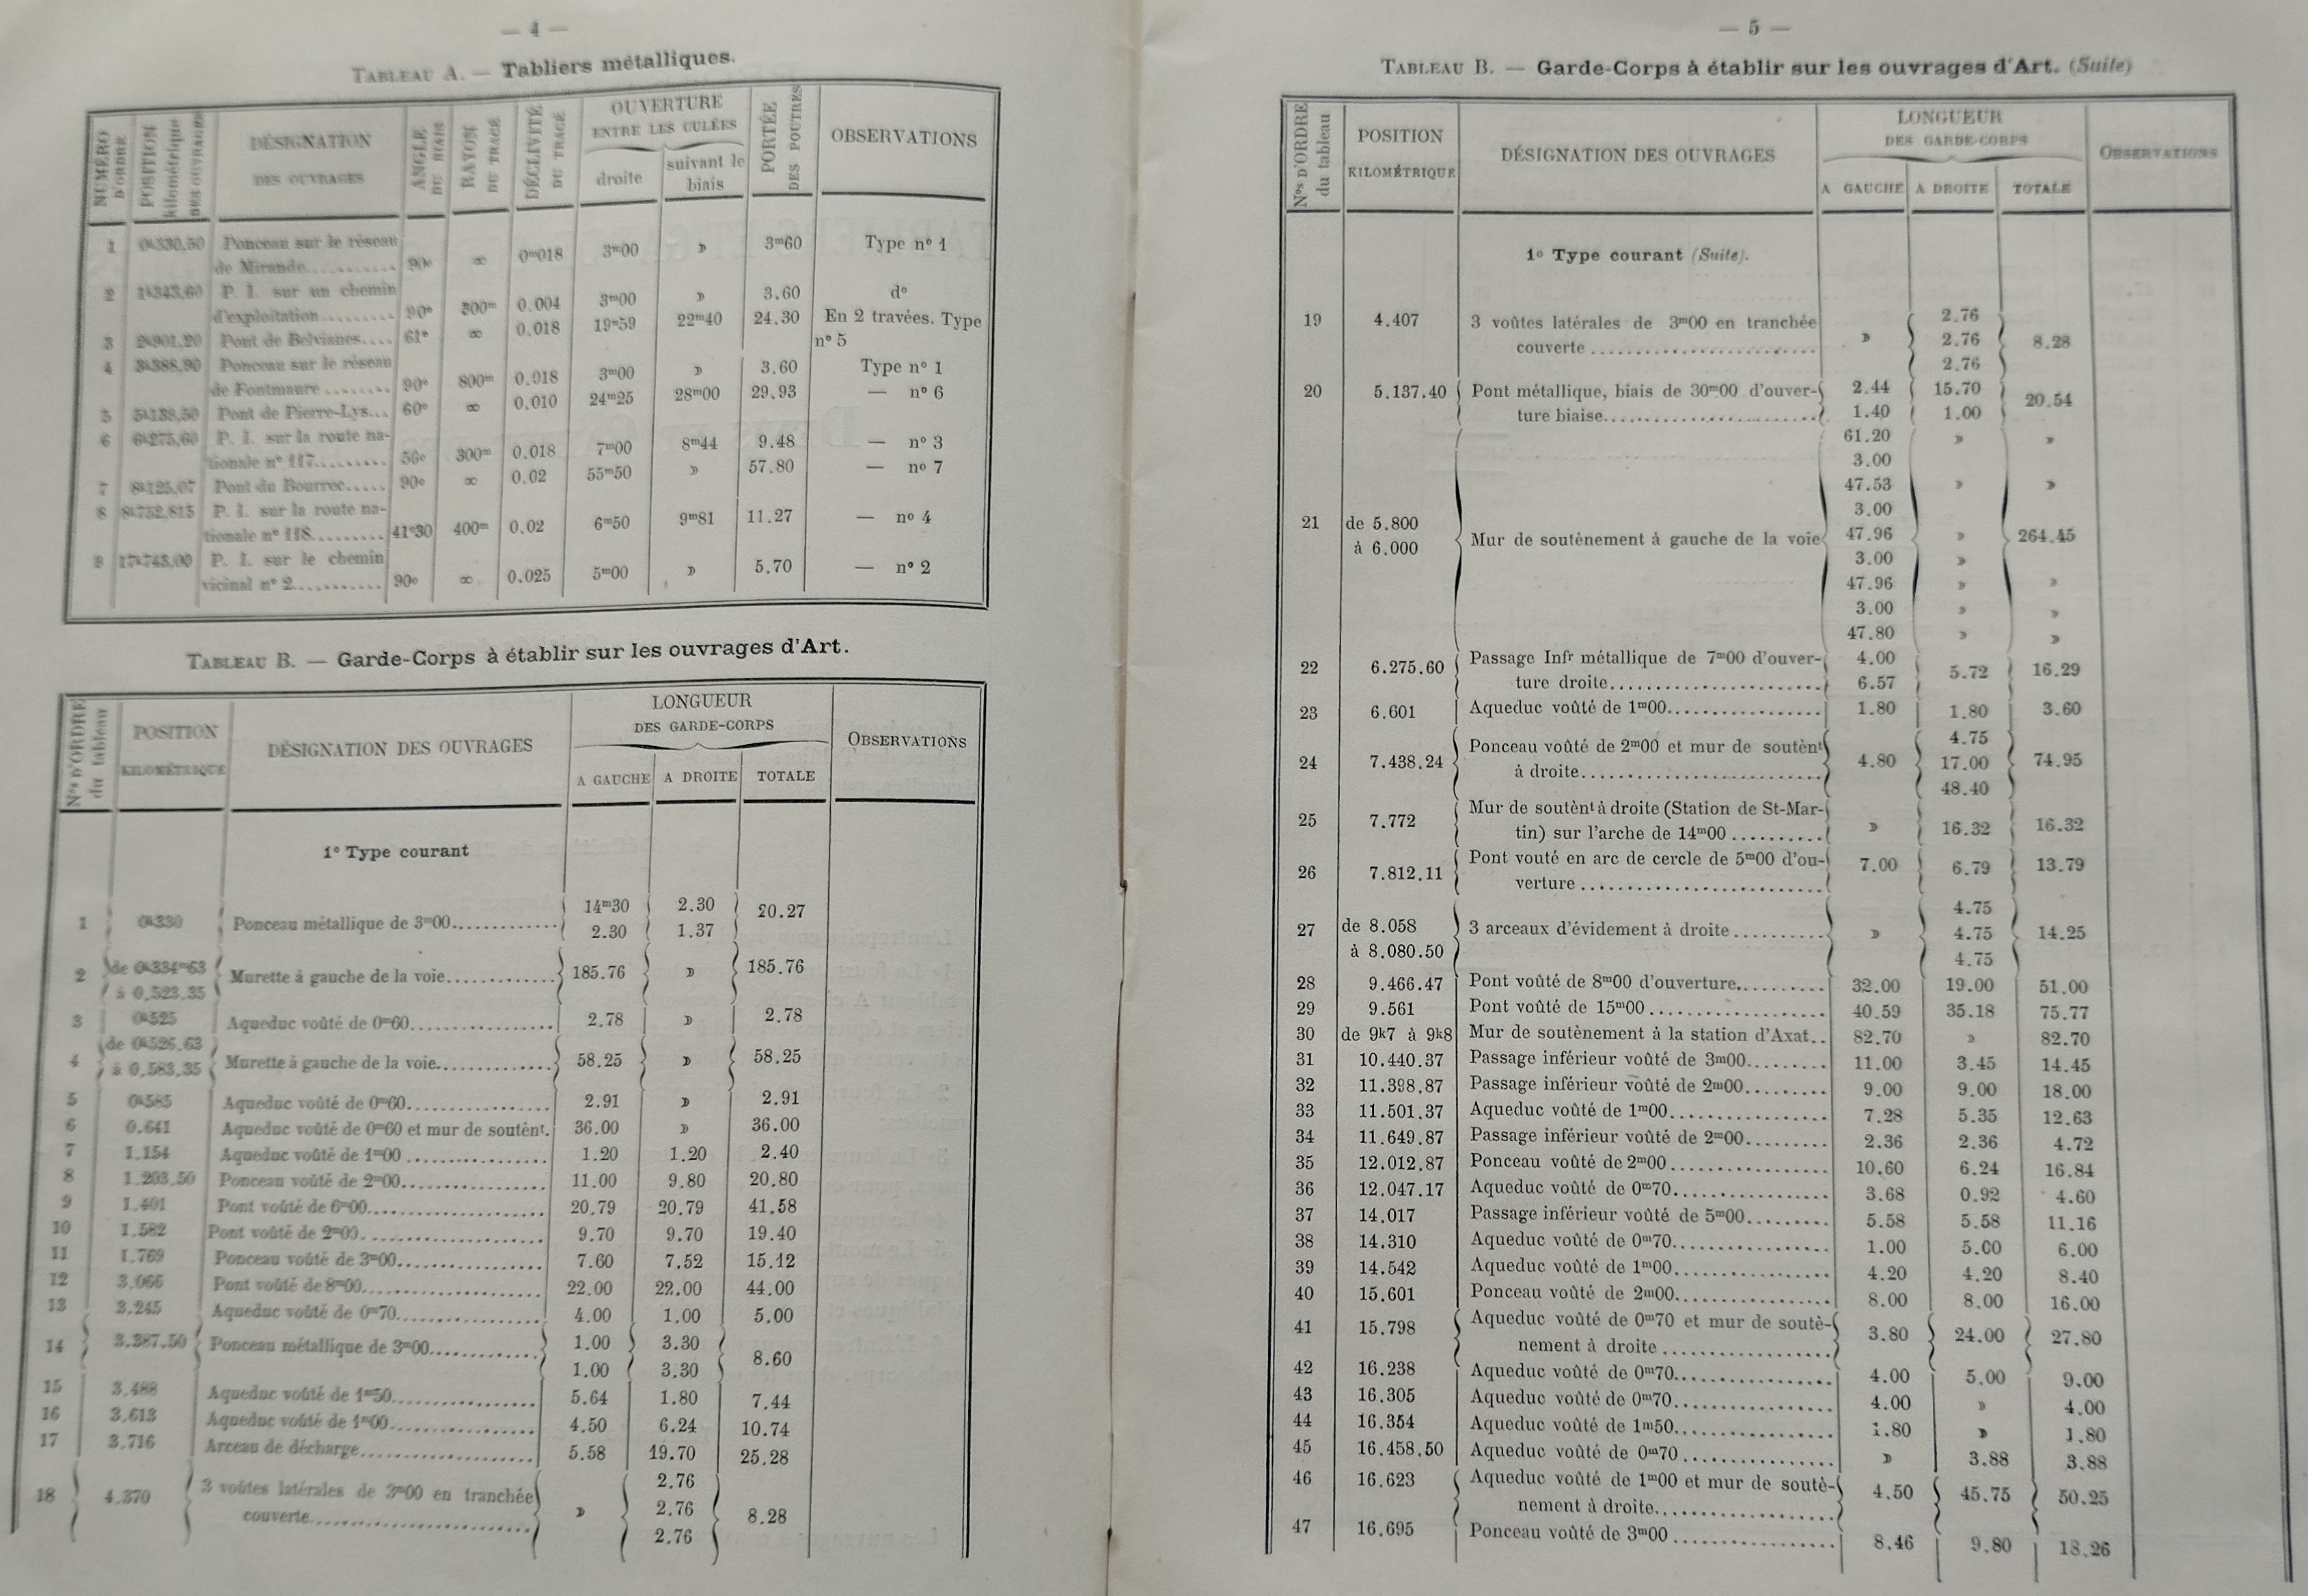 — 4 —
TABLEAU A. — Tabliers métalliques.
NUMÉRO D'ORDRE | POSITION kilométrique DES OUVRAGES | DÉSIGNATION DES OUVRAGES | ANGLE DU BIAIS | RAYON DU TRACÉ | DÉCLIVITÉ DU TRACÉ | OUVERTURE ENTRE LES CULÉES droite | suivant le biais | PORTÉE DES POUTRES | OBSERVATIONS
1 0k330,50 Ponceau sur le réseau
de Mirande........... 90° ∞ 0m018 3m00 » 3m60 Type n° 1
2 1k343,60 P. I. sur un chemin
d'exploitation......... 90° 300m 0.004 3m00 » 3.60 d°
3 2k901,20 Pont de Belvianes.... 61° ∞ 0.018 19m59 22m40 24.30 En 2 travées. Type
n° 5
4 3k388,90 Ponceau sur le réseau
de Fontmaure ........ 90° 800m 0.018 3m00 » 3.60 Type n° 1
5 5k139,50 Pont de Pierre-Lys... 60° ∞ 0.010 24m25 28m00 29.93 — n° 6
6 6k275,60 P. I. sur la route na-
tionale n° 117......... 56° 300m 0.018 7m00 8m44 9.48 — n° 3
7 8k125,07 Pont du Bourrec..... 90° ∞ 0.02 55m50 » 57.80 — n° 7
8 8k752,815 P. I. sur la route na-
tionale n° 118......... 41°30 400m 0.02 6m50 9m81 11.27 — n° 4
9 17k743,00 P. I. sur le chemin
vicinal n° 2........... 90° ∞ 0.025 5m00 » 5.70 — n° 2
TABLEAU B. — Garde-Corps à établir sur les ouvrages d'Art.
Nos D'ORDRE du tableau | POSITION KILOMÉTRIQUE | DÉSIGNATION DES OUVRAGES | LONGUEUR DES GARDE-CORPS A GAUCHE | A DROITE | TOTALE | OBSERVATIONS
1° Type courant
1 0k330 Ponceau métallique de 3m00............ 14m30 2.30 20.27
2.30 1.37
2 de 0k334m63
à 0.523.35 Murette à gauche de la voie............ 185.76 » 185.76
3 0k525 Aqueduc voûté de 0m60................ 2.78 » 2.78
4 de 0k526.63
à 0.583.35 Murette à gauche de la voie............ 58.25 » 58.25
5 0k585 Aqueduc voûté de 0m60................ 2.91 » 2.91
6 0.641 Aqueduc voûté de 0m60 et mur de soutènt. 36.00 » 36.00
7 1.154 Aqueduc voûté de 1m00 ................ 1.20 1.20 2.40
8 1.203.50 Ponceau voûté de 2m00................ 11.00 9.80 20.80
9 1.401 Pont voûté de 6m00.................... 20.79 20.79 41.58
10 1.582 Pont voûté de 2m00.................... 9.70 9.70 19.40
11 1.769 Ponceau voûté de 3m00................ 7.60 7.52 15.12
12 3.066 Pont voûté de 8m00.................... 22.00 22.00 44.00
13 3.245 Aqueduc voûté de 0m70................ 4.00 1.00 5.00
14 3.387.50 Ponceau métallique de 3m00............ 1.00 3.30 8.60
1.00 3.30
15 3.488 Aqueduc voûté de 1m50................ 5.64 1.80 7.44
16 3.613 Aqueduc voûté de 1m00................ 4.50 6.24 10.74
17 3.716 Arceau de décharge.................... 5.58 19.70 25.28
18 4.370 3 voûtes latérales de 3m00 en tranchée
couverte.......................... » 2.76 8.28
2.76
2.76
— 5 —
TABLEAU B. — Garde-Corps à établir sur les ouvrages d'Art. (Suite)
Nos D'ORDRE du tableau | POSITION KILOMÉTRIQUE | DÉSIGNATION DES OUVRAGES | LONGUEUR DES GARDE-CORPS A GAUCHE | A DROITE | TOTALE | OBSERVATIONS
1° Type courant (Suite).
19 4.407 3 voûtes latérales de 3m00 en tranchée
couverte .......................... » 2.76 8.28
2.76
2.76
20 5.137.40 Pont métallique, biais de 30m00 d'ouver- 2.44 15.70 20.54
ture biaise........................ 1.40 1.00
21 de 5.800
à 6.000 Mur de soutènement à gauche de la voie 61.20 » »
3.00
47.53 » »
3.00
47.96 » 264.45
3.00 »
47.96 » »
3.00 » »
47.80 » »
22 6.275.60 Passage Infr métallique de 7m00 d'ouver- 4.00 5.72 16.29
ture droite........................ 6.57
23 6.601 Aqueduc voûté de 1m00................ 1.80 1.80 3.60
24 7.438.24 Ponceau voûté de 2m00 et mur de soutènt
à droite.......................... 4.80 4.75 74.95
17.00
48.40
25 7.772 Mur de soutènt à droite (Station de St-Mar-
tin) sur l'arche de 14m00 .......... » 16.32 16.32
26 7.812.11 Pont vouté en arc de cercle de 5m00 d'ou-
verture .......................... 7.00 6.79 13.79
27 de 8.058
à 8.080.50 3 arceaux d'évidement à droite.......... » 4.75 14.25
4.75
4.75
28 9.466.47 Pont voûté de 8m00 d'ouverture.......... 32.00 19.00 51.00
29 9.561 Pont voûté de 15m00 .................. 40.59 35.18 75.77
30 de 9k7 à 9k8 Mur de soutènement à la station d'Axat.. 82.70 » 82.70
31 10.440.37 Passage inférieur voûté de 3m00......... 11.00 3.45 14.45
32 11.398.87 Passage inférieur voûté de 2m00......... 9.00 9.00 18.00
33 11.501.37 Aqueduc voûté de 1m00................ 7.28 5.35 12.63
34 11.649.87 Passage inférieur voûté de 2m00......... 2.36 2.36 4.72
35 12.012.87 Ponceau voûté de 2m00................ 10.60 6.24 16.84
36 12.047.17 Aqueduc voûté de 0m70................ 3.68 0.92 4.60
37 14.017 Passage inférieur voûté de 5m00......... 5.58 5.58 11.16
38 14.310 Aqueduc voûté de 0m70................ 1.00 5.00 6.00
39 14.542 Aqueduc voûté de 1m00................ 4.20 4.20 8.40
40 15.601 Ponceau voûté de 2m00................ 8.00 8.00 16.00
41 15.798 Aqueduc voûté de 0m70 et mur de soutè-
nement à droite .................. 3.80 24.00 27.80
42 16.238 Aqueduc voûté de 0m70................ 4.00 5.00 9.00
43 16.305 Aqueduc voûté de 0m70................ 4.00 » 4.00
44 16.354 Aqueduc voûté de 1m50................ 1.80 » 1.80
45 16.458.50 Aqueduc voûté de 0m70 ................ » 3.88 3.88
46 16.623 Aqueduc voûté de 1m00 et mur de soutè-
nement à droite.................... 4.50 45.75 50.25
47 16.695 Ponceau voûté de 3m00 ................ 8.46 9.80 18.26